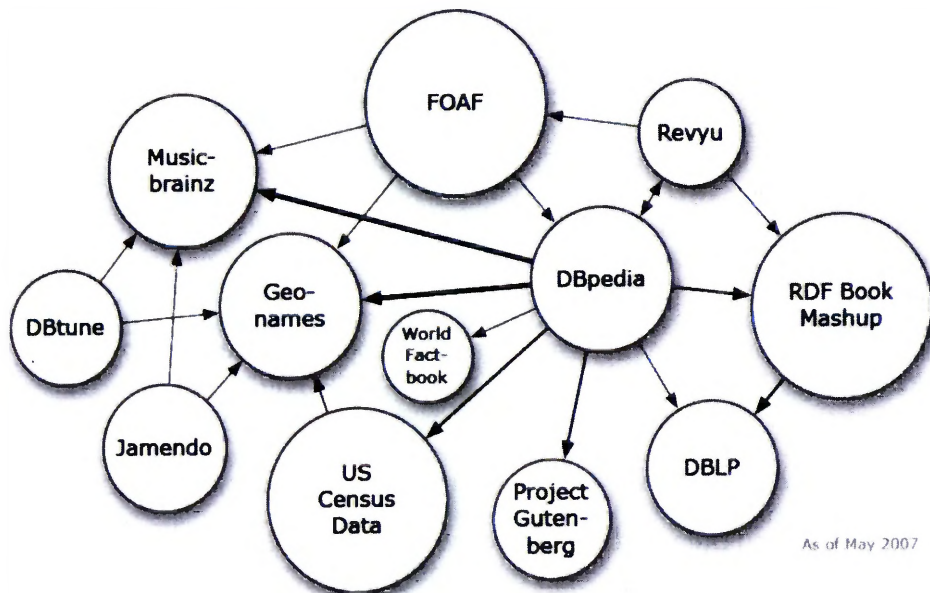 FOAF
Revyu
Music-
brainz
DBpedia
Geo-
names
RDF Book
Mashup
DBtune
World
Fact-
book
Jamendo
US
Census
Data
DBLP
Project
Guten-
berg
As of May 2007